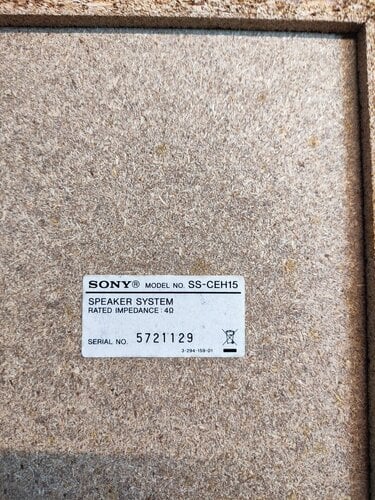 SONY® MODEL NO. SS-CEH15
SPEAKER SYSTEM
RATED IMPEDANCE : 4Ω
SERIAL NO. 5721129
3-294-159-01